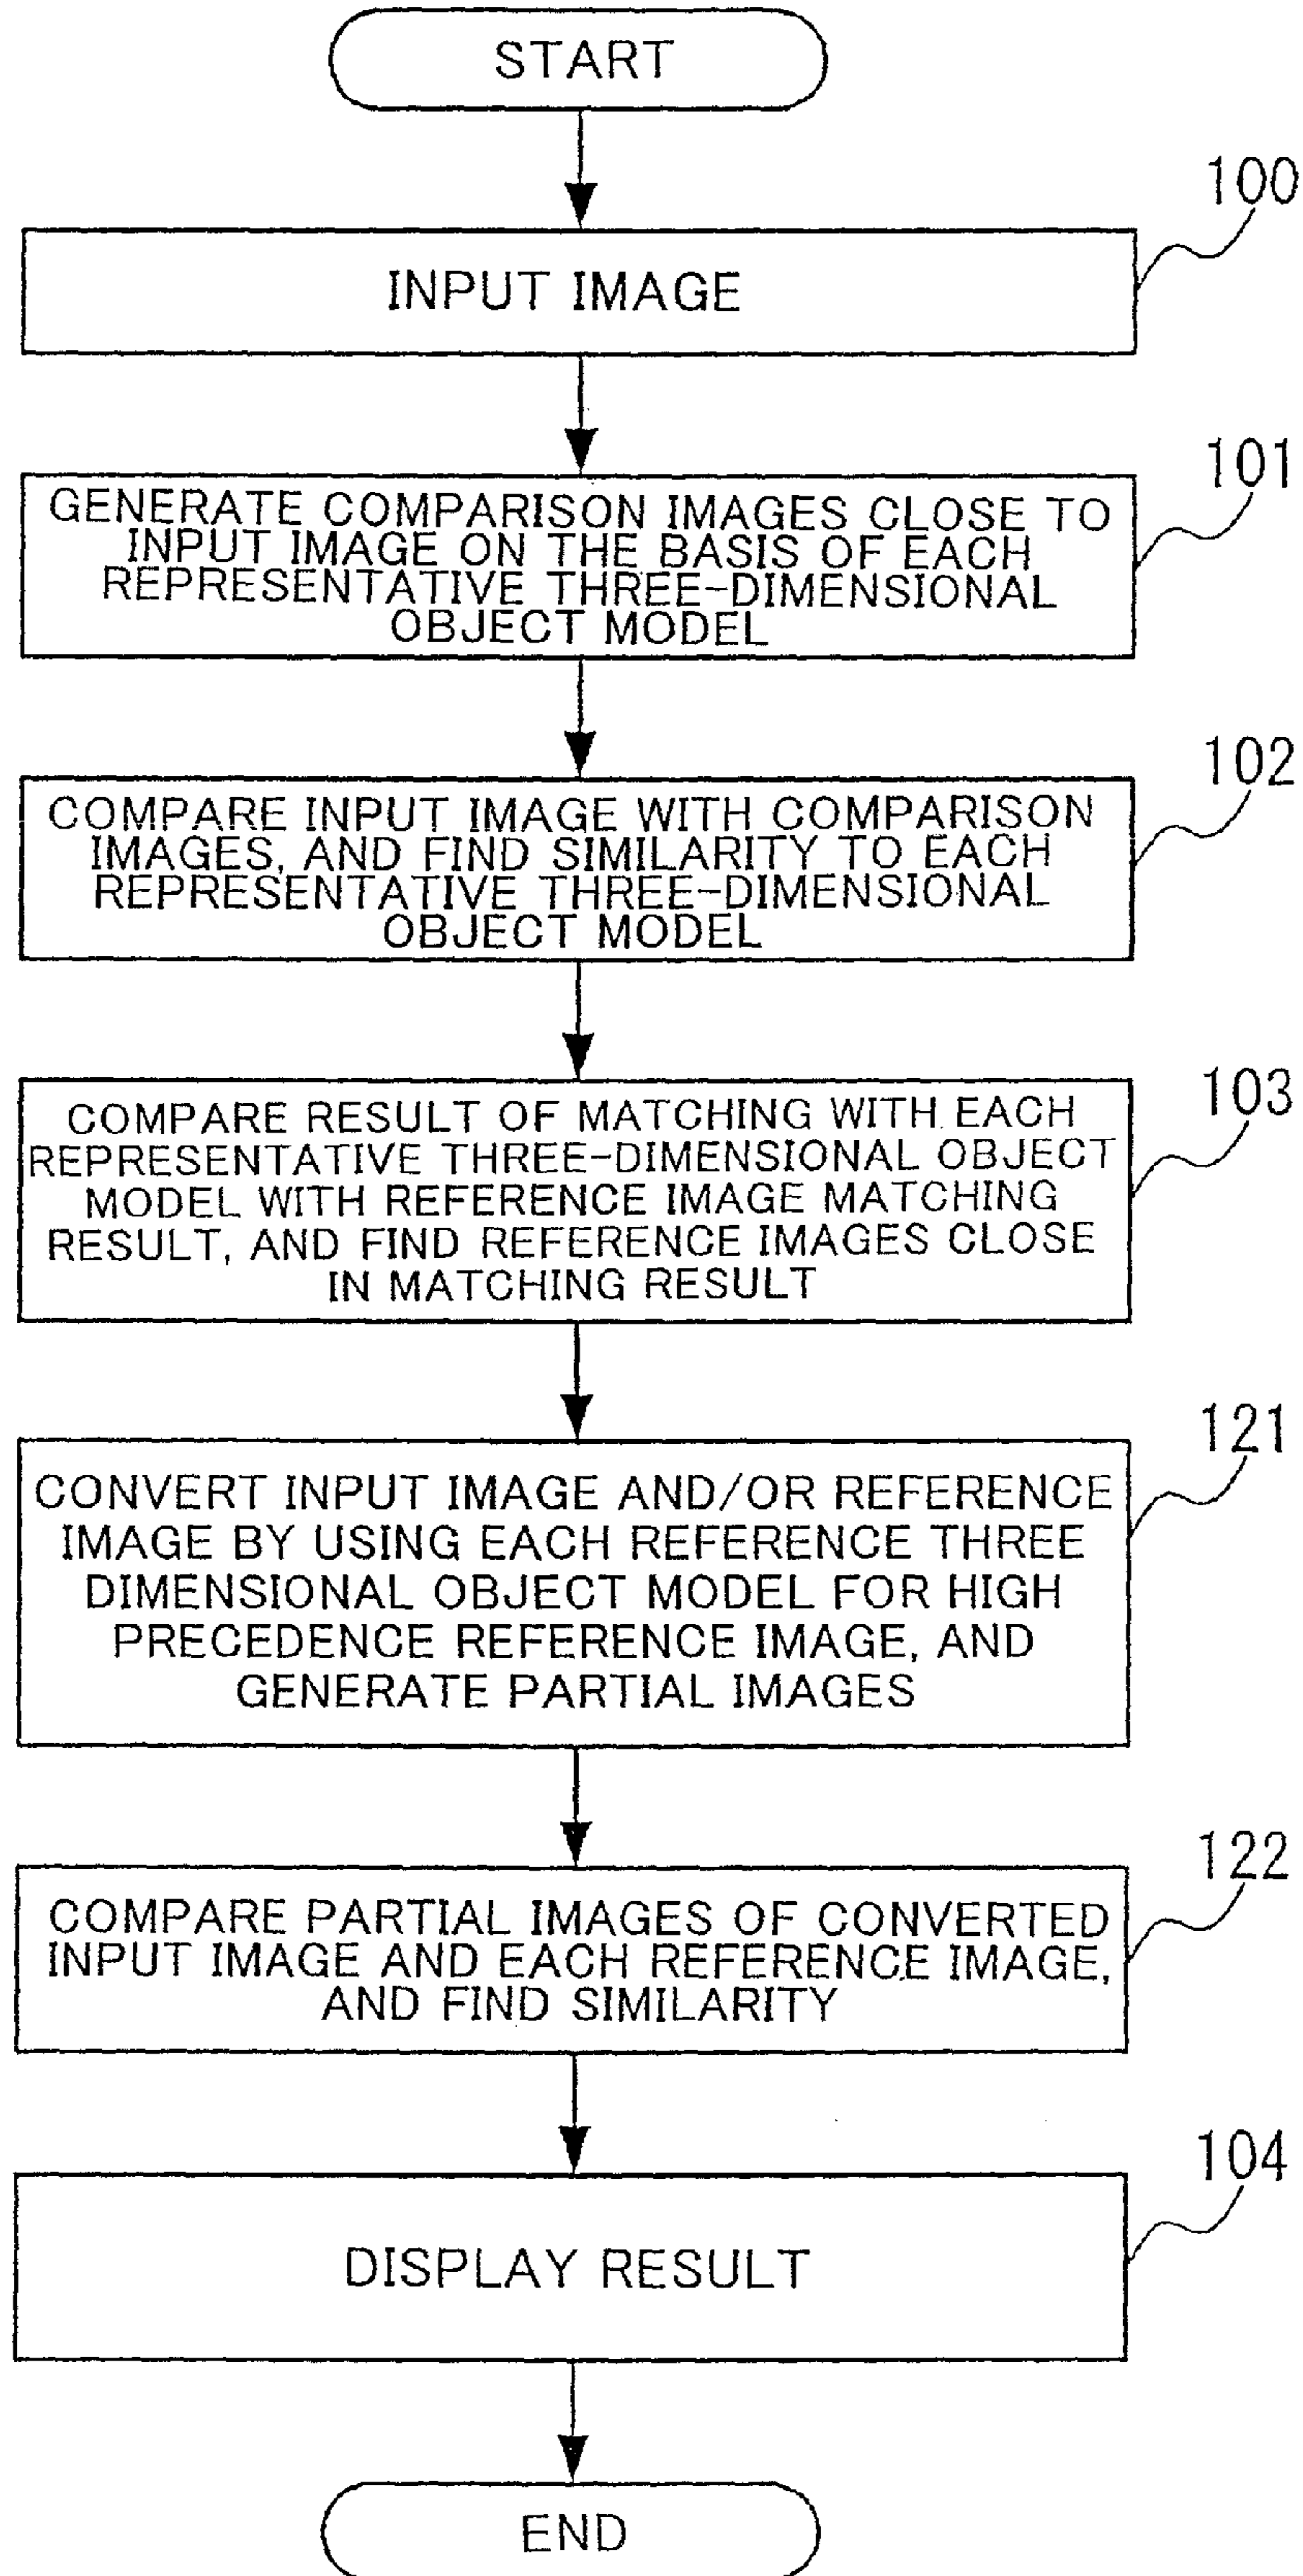 START
100
INPUT IMAGE
101
GENERATE COMPARISON IMAGES CLOSE TO
INPUT IMAGE ON THE BASIS OF EACH
REPRESENTATIVE THREE-DIMENSIONAL
OBJECT MODEL
102
COMPARE INPUT IMAGE WITH COMPARISON
IMAGES, AND FIND SIMILARITY TO EACH
REPRESENTATIVE THREE-DIMENSIONAL
OBJECT MODEL
103
COMPARE RESULT OF MATCHING WITH EACH
REPRESENTATIVE THREE-DIMENSIONAL OBJECT
MODEL WITH REFERENCE IMAGE MATCHING
RESULT, AND FIND REFERENCE IMAGES CLOSE
IN MATCHING RESULT
121
CONVERT INPUT IMAGE AND/OR REFERENCE
IMAGE BY USING EACH REFERENCE THREE
DIMENSIONAL OBJECT MODEL FOR HIGH
PRECEDENCE REFERENCE IMAGE, AND
GENERATE PARTIAL IMAGES
122
COMPARE PARTIAL IMAGES OF CONVERTED
INPUT IMAGE AND EACH REFERENCE IMAGE,
AND FIND SIMILARITY
104
DISPLAY RESULT
END